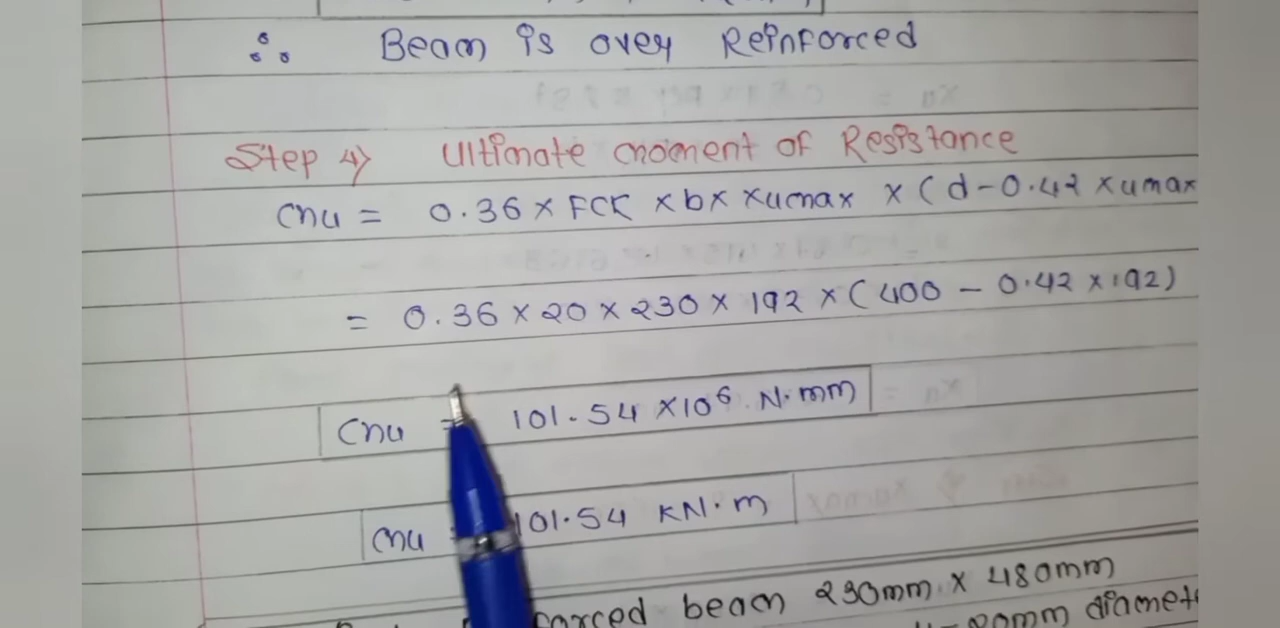 ∴ Beam is over Reinforced
Step 4) Ultimate moment of Resistance
mu = 0.36 × FCK × b × xumax × (d - 0.42 xumax
= 0.36 × 20 × 230 × 192 × (400 - 0.42 × 192)
mu = 101.54 × 10⁶ N.mm
mu 101.54 KN.m
forced beam 230mm × 480mm
20mm diamet